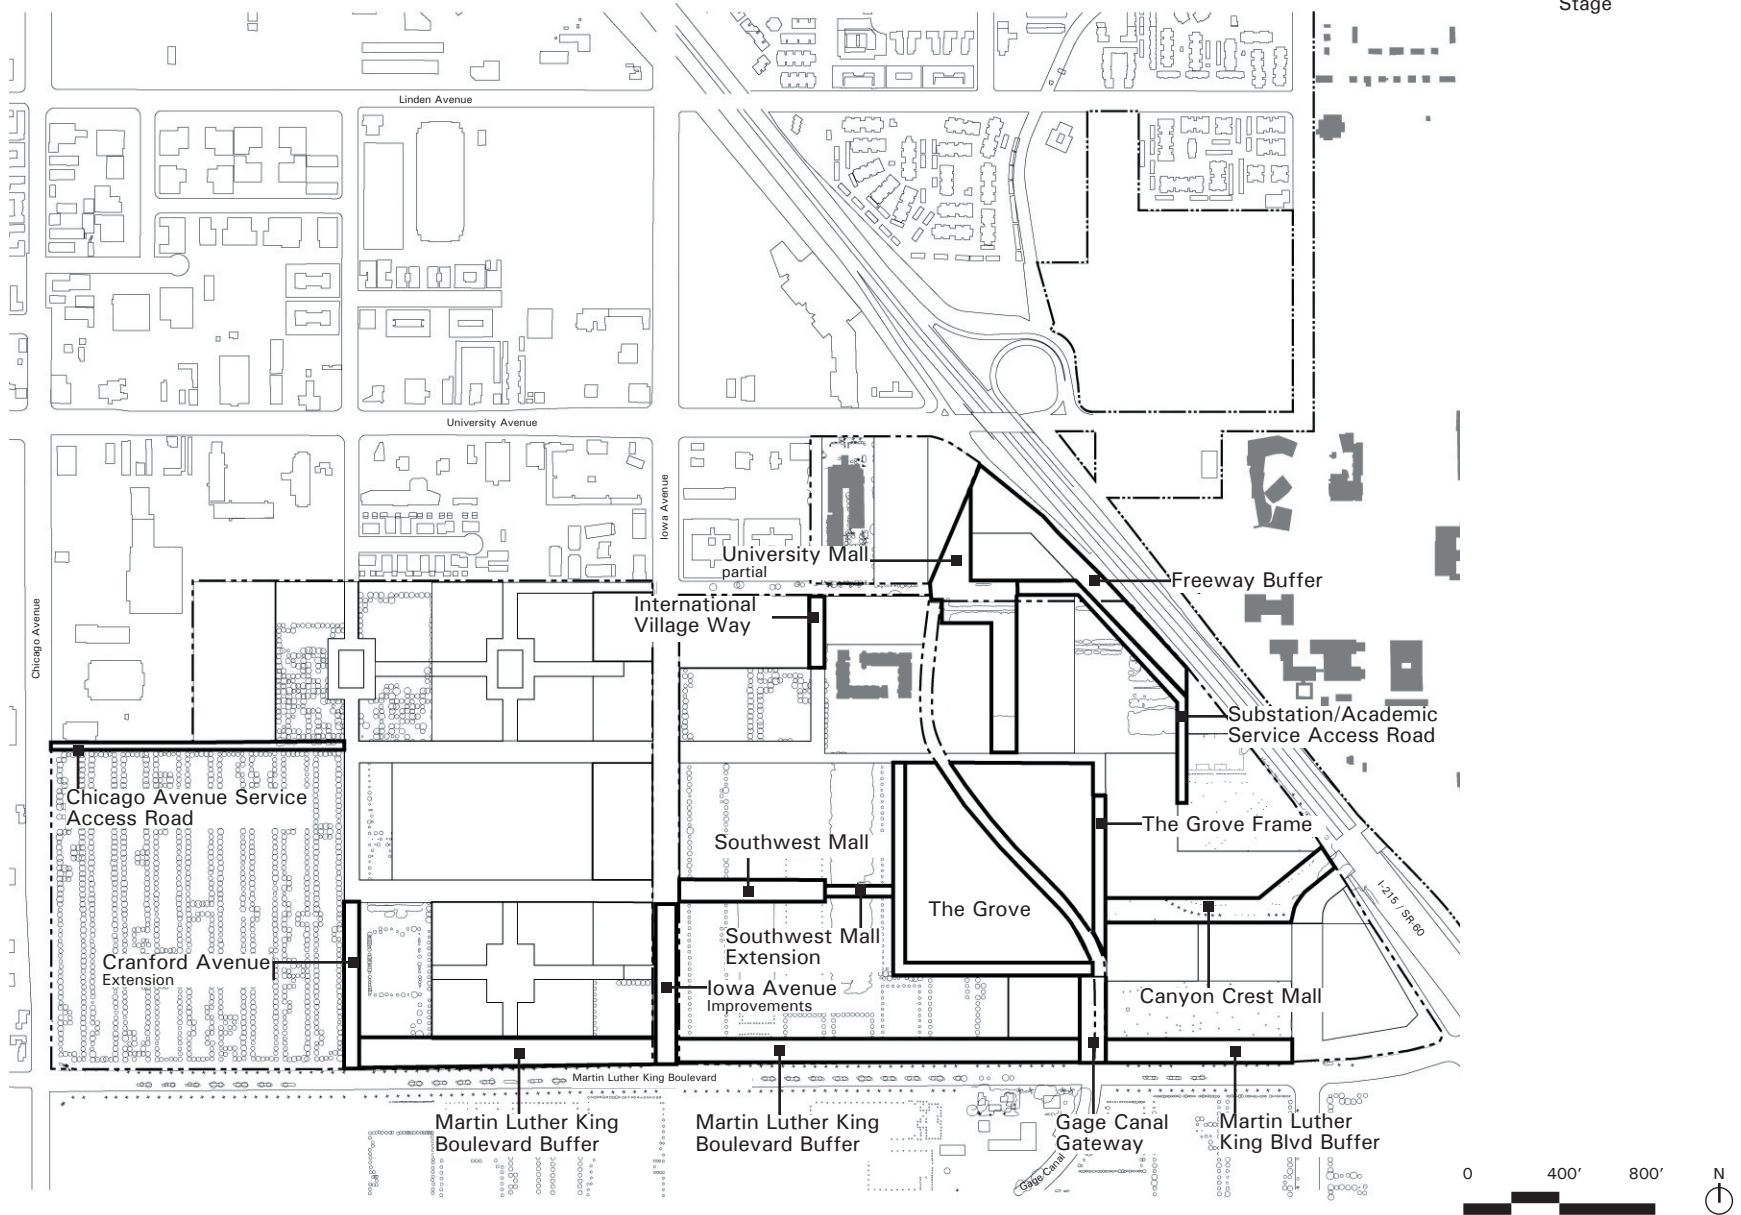 Stage
Linden Avenue
University Avenue
Iowa Avenue
University Mall
partial
Freeway Buffer
International
Village Way
Chicago Avenue
Substation/Academic
Service Access Road
Chicago Avenue Service
Access Road
The Grove Frame
Southwest Mall
I-215 / SR-60
The Grove
Southwest Mall
Extension
Cranford Avenue
Extension
Iowa Avenue
Improvements
Canyon Crest Mall
Martin Luther King Boulevard
Martin Luther King
Boulevard Buffer
Martin Luther King
Boulevard Buffer
Gage Canal
Gateway
Martin Luther
King Blvd Buffer
Gage Canal
0 400' 800'
N